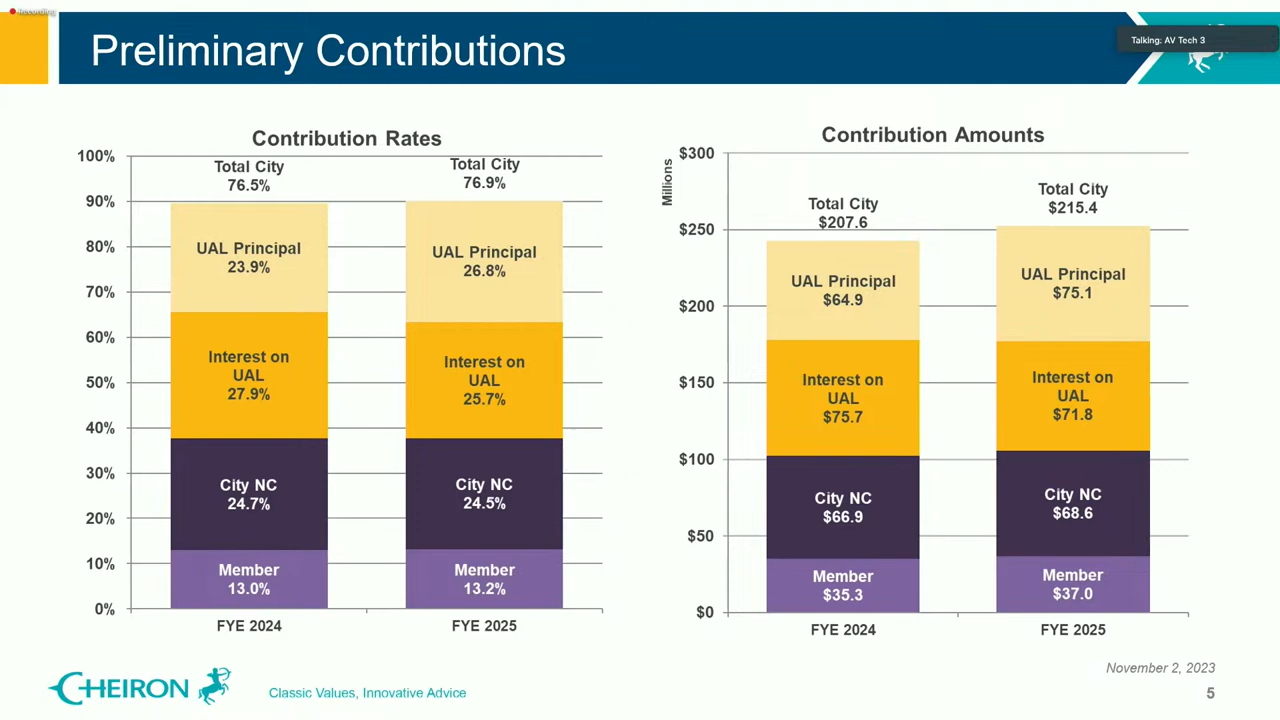 Recording
Talking: AV Tech 3
Preliminary Contributions
Contribution Rates
100%
90%
80%
70%
60%
50%
40%
30%
20%
10%
0%
Total City
76.5%
UAL Principal
23.9%
Interest on
UAL
27.9%
City NC
24.7%
Member
13.0%
Total City
76.9%
UAL Principal
26.8%
Interest on
UAL
25.7%
City NC
24.5%
Member
13.2%
FYE 2024
FYE 2025
Contribution Amounts
Millions
$300
$250
$200
$150
$100
$50
$0
Total City
$207.6
UAL Principal
$64.9
Interest on
UAL
$75.7
City NC
$66.9
Member
$35.3
Total City
$215.4
UAL Principal
$75.1
Interest on
UAL
$71.8
City NC
$68.6
Member
$37.0
FYE 2024
FYE 2025
November 2, 2023
CHEIRON
Classic Values, Innovative Advice
5